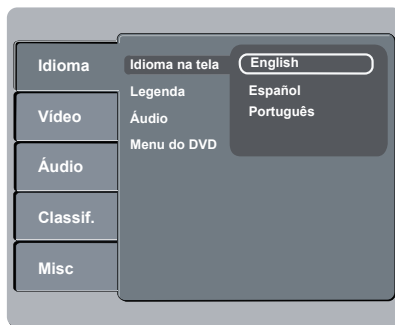 Idioma
Vídeo
Áudio
Classif.
Misc
Idioma na tela
Legenda
Áudio
Menu do DVD
English
Español
Português